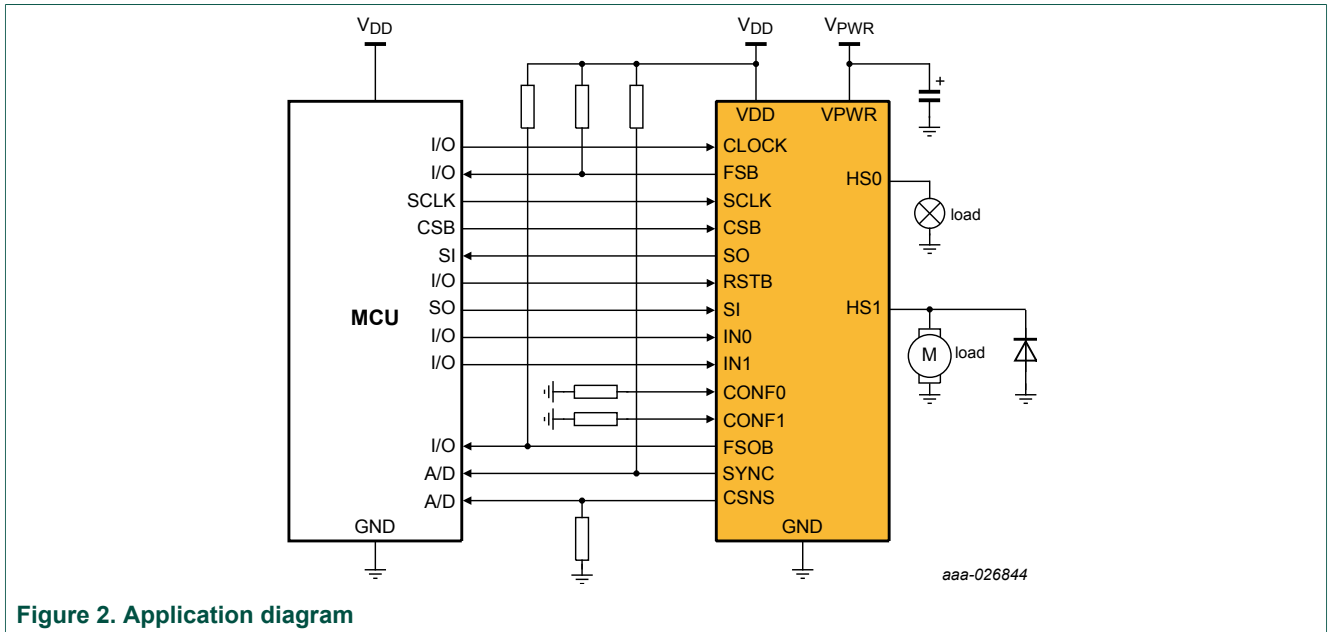 VDD
VDD
VPWR
+
VDD
VPWR
I/O
CLOCK
I/O
FSB
HS0
SCLK
SCLK
load
CSB
CSB
SI
SO
I/O
RSTB
MCU
SO
SI
HS1
I/O
IN0
I/O
IN1
M
load
CONF0
CONF1
I/O
FSOB
A/D
SYNC
A/D
CSNS
GND
GND
aaa-026844
Figure 2. Application diagram